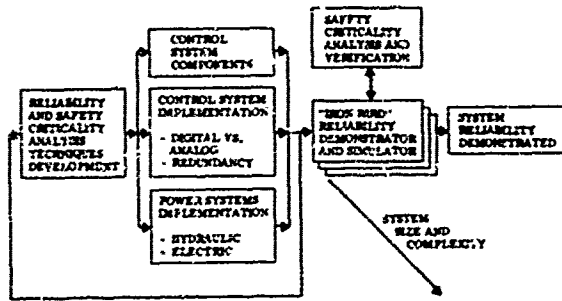 CONTROL
SYSTEM
COMPONENTS
SAFETY
CRITICALITY
ANALYSIS AND
VERIFICATION
RELIABILITY
AND SAFETY
CRITICALITY
ANALYSIS
TECHNIQUES
DEVELOPMENT
CONTROL SYSTEM
IMPLEMENTATION
- DIGITAL VS.
ANALOG
- REDUNDANCY
"IRON BIRD"
RELIABILITY
DEMONSTRATOR
AND SIMULATOR
SYSTEM
RELIABILITY
DEMONSTRATED
POWER SYSTEMS
IMPLEMENTATION
- HYDRAULIC
- ELECTRIC
SYSTEM
SIZE AND
COMPLEXITY